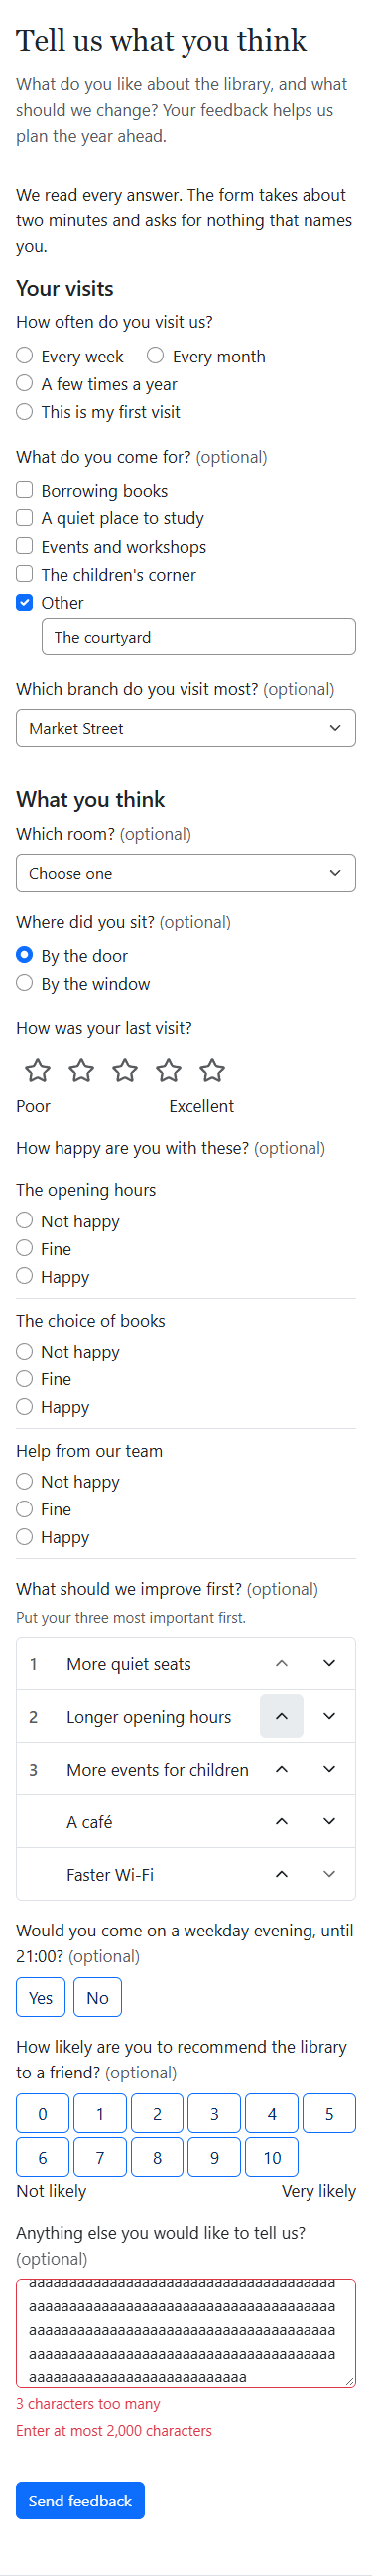 Tell us what you think
What do you like about the library, and what
should we change? Your feedback helps us
plan the year ahead.
We read every answer. The form takes about
two minutes and asks for nothing that names
you.
Your visits
How often do you visit us?
Every week Every month
A few times a year
This is my first visit
What do you come for? (optional)
Borrowing books
A quiet place to study
Events and workshops
The children's corner
Other
The courtyard
Which branch do you visit most? (optional)
Market Street
What you think
Which room? (optional)
Choose one
Where did you sit? (optional)
By the door
By the window
How was your last visit?
Poor Excellent
How happy are you with these? (optional)
The opening hours
Not happy
Fine
Happy
The choice of books
Not happy
Fine
Happy
Help from our team
Not happy
Fine
Happy
What should we improve first? (optional)
Put your three most important first.
1 More quiet seats
2 Longer opening hours
3 More events for children
A café
Faster Wi-Fi
Would you come on a weekday evening, until
21:00? (optional)
Yes No
How likely are you to recommend the library
to a friend? (optional)
0 1 2 3 4 5
6 7 8 9 10
Not likely Very likely
Anything else you would like to tell us?
(optional)
aaaaaaaaaaaaaaaaaaaaaaaaaaaaaaaaaaaaaa
aaaaaaaaaaaaaaaaaaaaaaaaaaaaaaaaaaaaaa
aaaaaaaaaaaaaaaaaaaaaaaaaaaaaaaaaaaaaa
aaaaaaaaaaaaaaaaaaaaaaaaaaaaaaaaaaaaaa
aaaaaaaaaaaaaaaaaaaaaaaaaaa
3 characters too many
Enter at most 2,000 characters
Send feedback